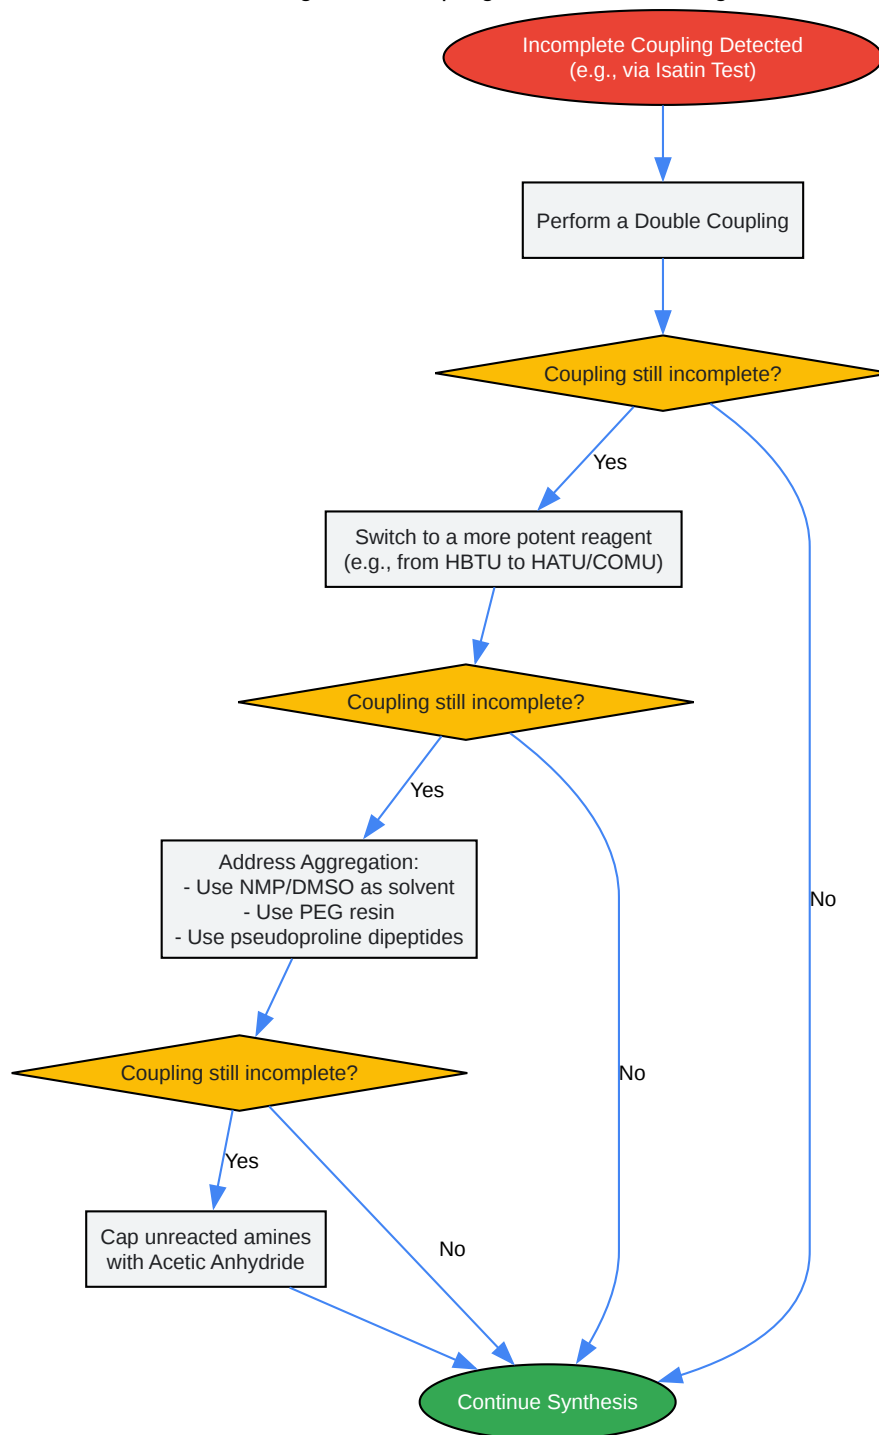 Incomplete Coupling Detected
(e.g., via Isatin Test)
Perform a Double Coupling
Coupling still incomplete?
Yes
Switch to a more potent reagent
(e.g., from HBTU to HATU/COMU)
Coupling still incomplete?
Yes
Address Aggregation:
- Use NMP/DMSO as solvent
- Use PEG resin
- Use pseudoproline dipeptides
No
Coupling still incomplete?
No
Yes
Cap unreacted amines
with Acetic Anhydride
No
Continue Synthesis